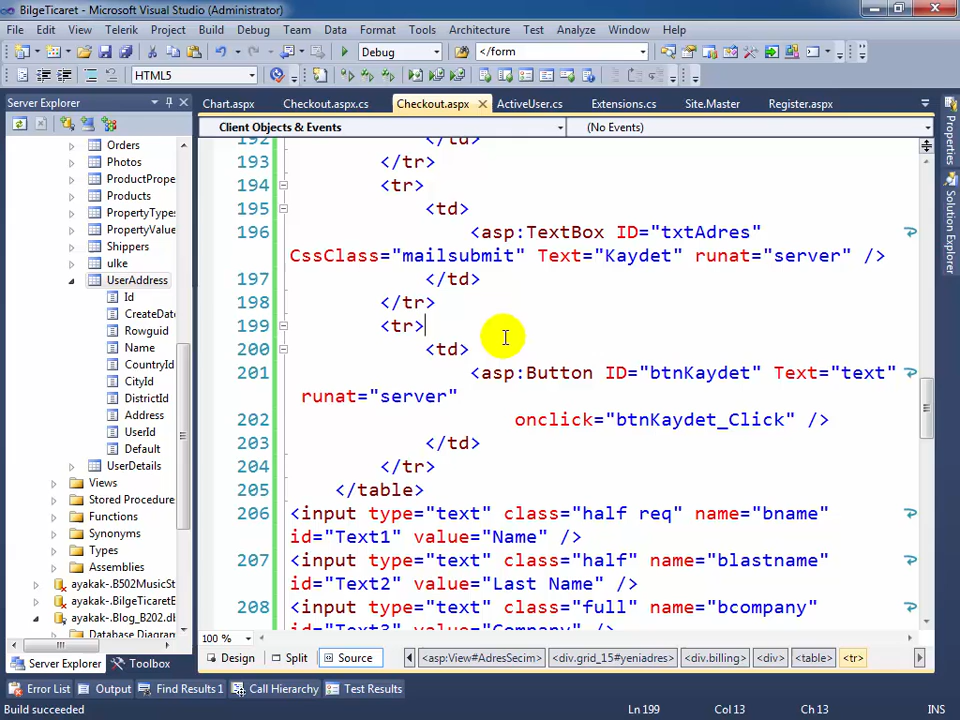 BilgeTicaret - Microsoft Visual Studio (Administrator)
File Edit View Telerik Project Build Debug Team Data Format Tools Architecture Test Analyze Window Help
Debug </form
HTML5
Server Explorer
Chart.aspx Checkout.aspx.cs Checkout.aspx ActiveUser.cs Extensions.cs Site.Master Register.aspx
Client Objects & Events (No Events)
Orders
Photos
ProductPrope
Products
PropertyTypes
Shippers
ulke
UserAddress
Id
CreateDate
Rowguid
Name
CountryId
CityId
DistrictId
Address
UserId
Default
UserDetails
Views
Stored Procedure
Functions
Synonyms
Types
Assemblies
ayakak-.B502MusicSt
ayakak-.BilgeTicaretE
ayakak-.Blog_B202.db
Database Diagram
192 </td>
193 </tr>
194 <tr>
195 <td>
196 <asp:TextBox ID="txtAdres"
CssClass="mailsubmit" Text="Kaydet" runat="server" />
197 </td>
198 </tr>
199 <tr>
200 <td>
201 <asp:Button ID="btnKaydet" Text="text"
runat="server"
202 onclick="btnKaydet_Click" />
203 </td>
204 </tr>
205 </table>
206 <input type="text" class="half req" name="bname"
id="Text1" value="Name" />
207 <input type="text" class="half" name="blastname"
id="Text2" value="Last Name" />
208 <input type="text" class="full" name="bcompany"
id="Text3" value="Company" />
100 %
Design Split Source <asp:View#AdresSecim> <div.grid_15#yeniadres> <div.billing> <div> <table> <tr>
Server Explorer Toolbox
Error List Output Find Results 1 Call Hierarchy Test Results
Build succeeded Ln 199 Col 13 Ch 13 INS
Properties
Solution Explorer